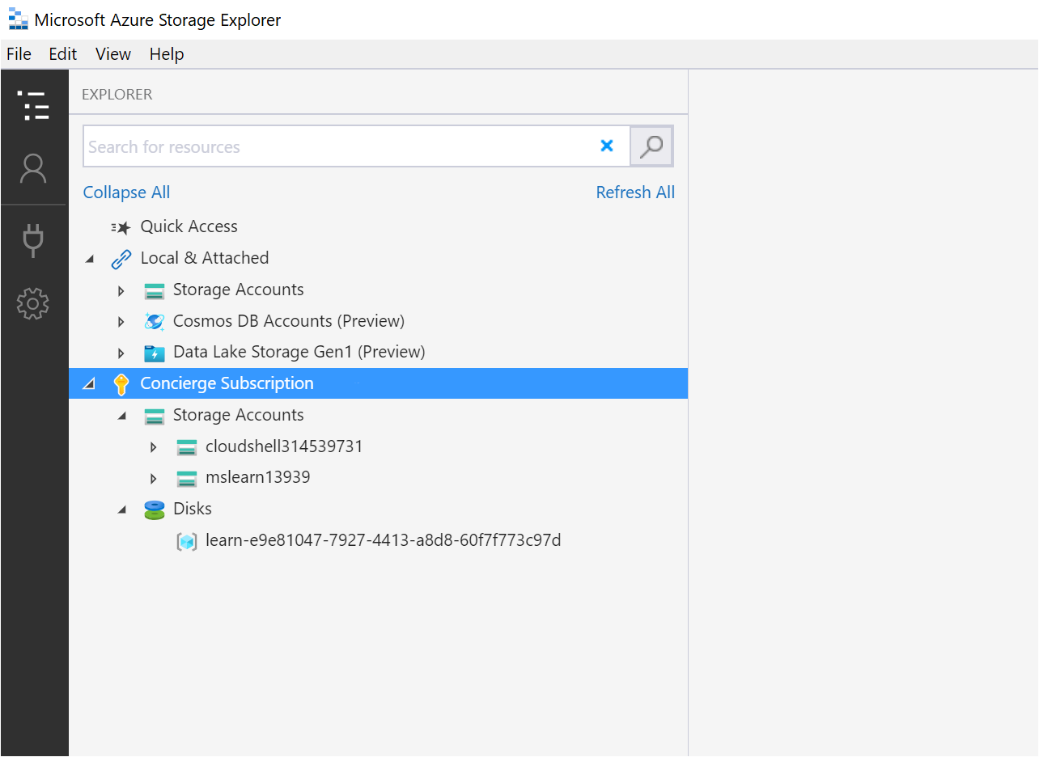 Microsoft Azure Storage Explorer
File Edit View Help
EXPLORER
Search for resources
Collapse All Refresh All
Quick Access
Local & Attached
Storage Accounts
Cosmos DB Accounts (Preview)
Data Lake Storage Gen1 (Preview)
Concierge Subscription
Storage Accounts
cloudshell314539731
mslearn13939
Disks
learn-e9e81047-7927-4413-a8d8-60f7f773c97d